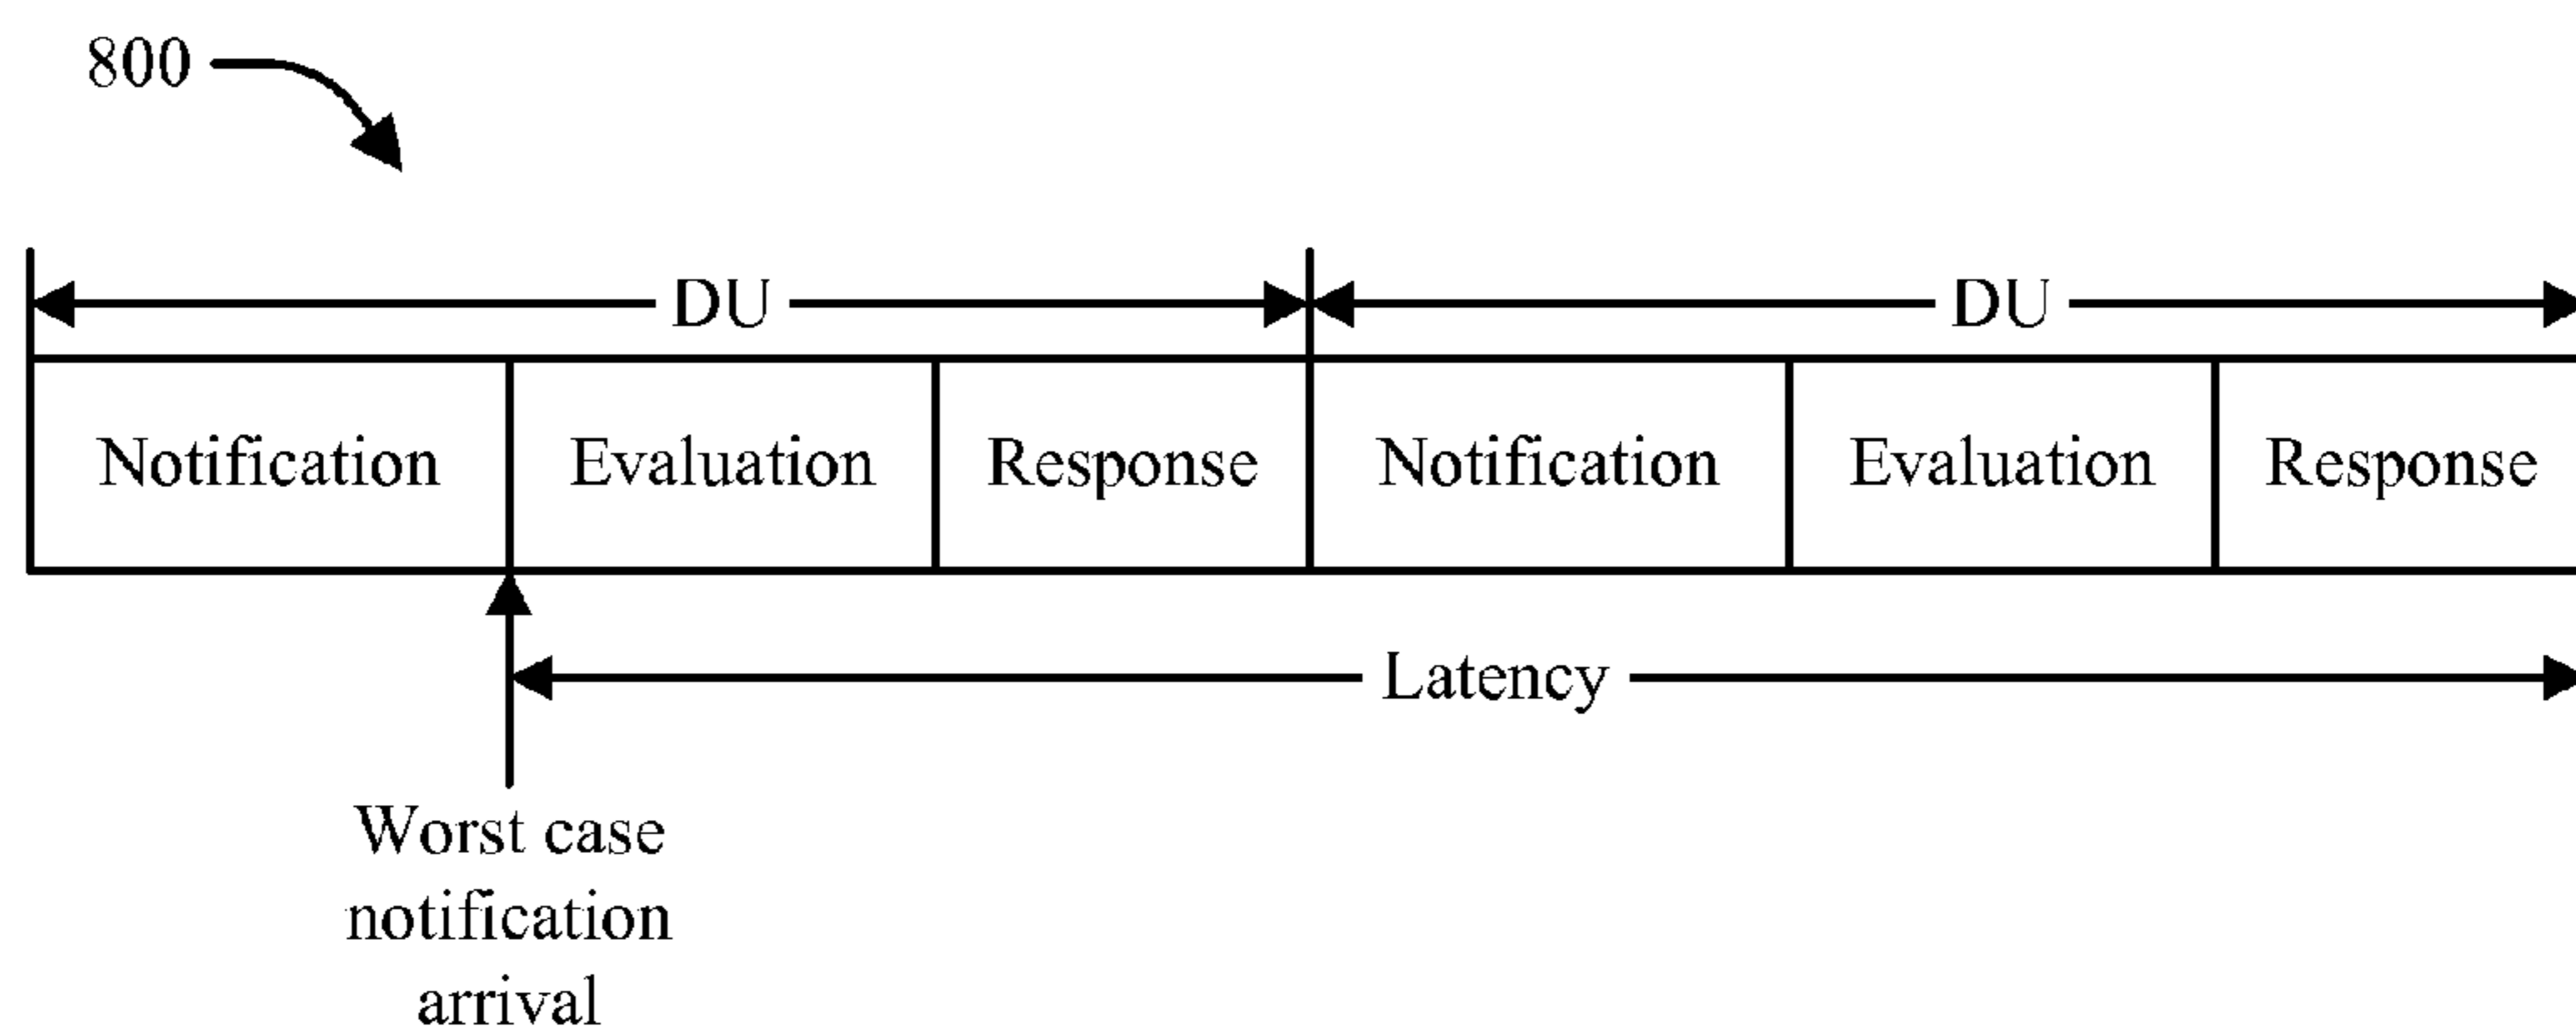 800
DU DU
Notification Evaluation Response Notification Evaluation Response
Latency
Worst case
notification
arrival